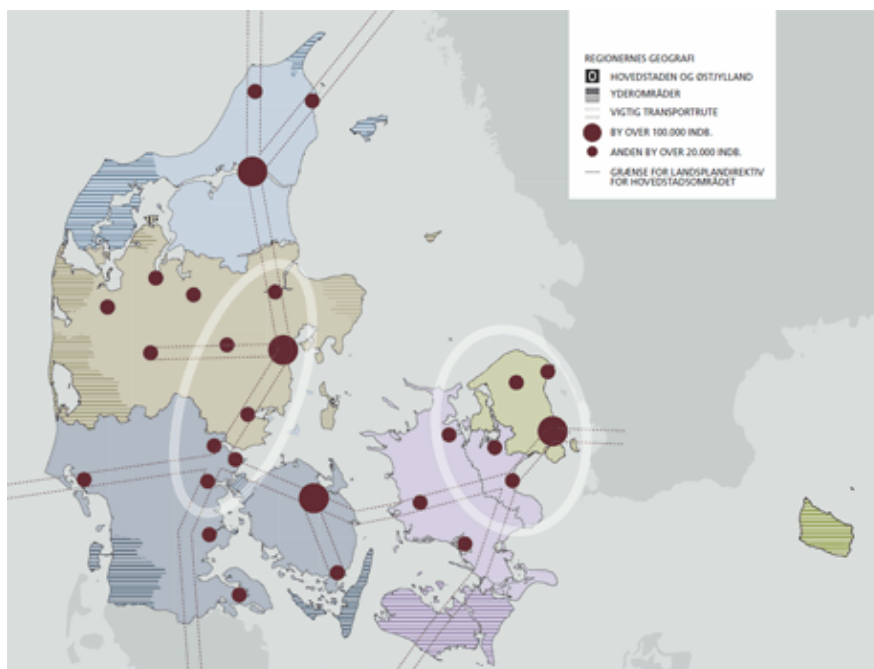 REGIONERNES GEOGRAFI
HOVEDSTADEN OG ØSTJYLLAND
YDEROMRÅDER
VIGTIG TRANSPORTRUTE
BY OVER 100.000 INDB.
ANDEN BY OVER 20.000 INDB.
GRÆNSE FOR LANDSPLANDIREKTIV
FOR HOVEDSTADSOMRÅDET